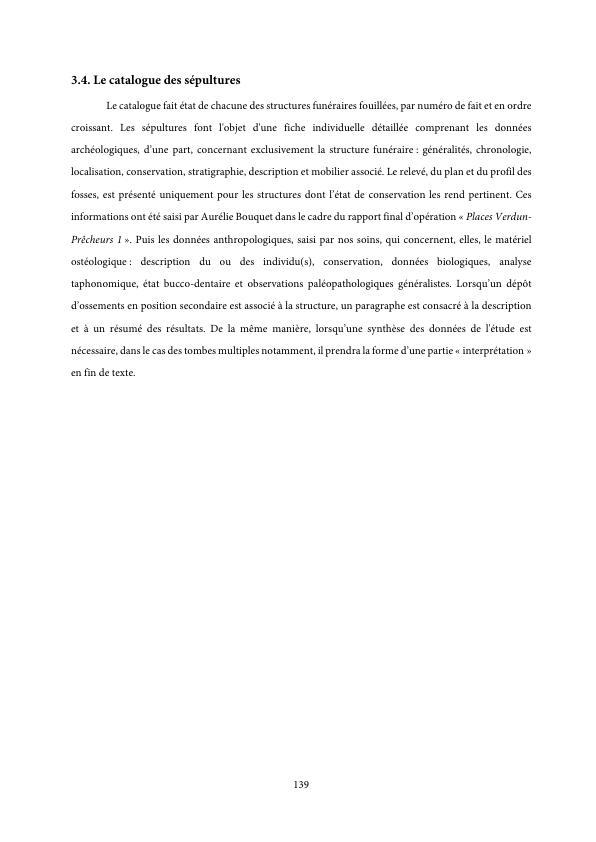 3.4. Le catalogue des sépultures
Le catalogue fait état de chacune des structures funéraires fouillées, par numéro de fait et en ordre
croissant. Les sépultures font l'objet d'une fiche individuelle détaillée comprenant les données
archéologiques, d'une part, concernant exclusivement la structure funéraire : généralités, chronologie,
localisation, conservation, stratigraphie, description et mobilier associé. Le relevé, du plan et du profil des
fosses, est présenté uniquement pour les structures dont l'état de conservation les rend pertinent. Ces
informations ont été saisi par Aurélie Bouquet dans le cadre du rapport final d'opération « Places Verdun-
Prêcheurs 1 ». Puis les données anthropologiques, saisi par nos soins, qui concernent, elles, le matériel
ostéologique : description du ou des individu(s), conservation, données biologiques, analyse
taphonomique, état bucco-dentaire et observations paléopathologiques généralistes. Lorsqu'un dépôt
d'ossements en position secondaire est associé à la structure, un paragraphe est consacré à la description
et à un résumé des résultats. De la même manière, lorsqu'une synthèse des données de l'étude est
nécessaire, dans le cas des tombes multiples notamment, il prendra la forme d'une partie « interprétation »
en fin de texte.
139